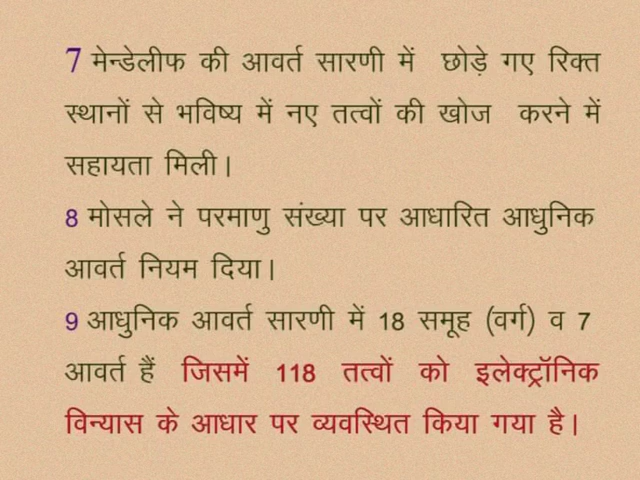 7 मेन्डेलीफ की आवर्त सारणी में छोड़े गए रिक्त
स्थानों से भविष्य में नए तत्वों की खोज करने में
सहायता मिली।
8 मोसले ने परमाणु संख्या पर आधारित आधुनिक
आवर्त नियम दिया।
9 आधुनिक आवर्त सारणी में 18 समूह (वर्ग) व 7
आवर्त हैं जिसमें 118 तत्वों को इलेक्ट्रॉनिक
विन्यास के आधार पर व्यवस्थित किया गया है।